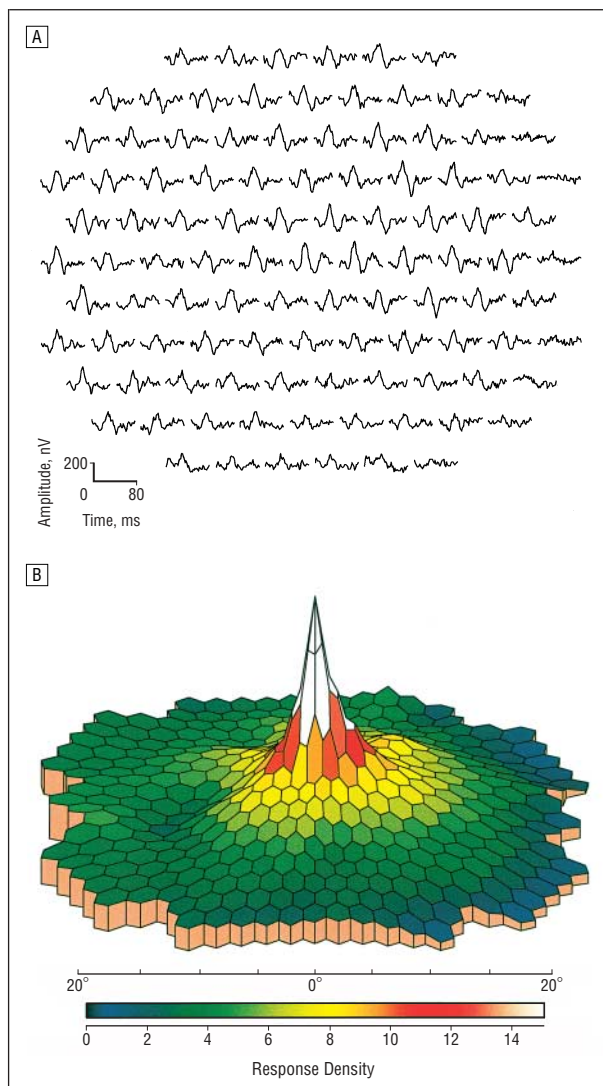 A
Amplitude, nV
200
0 80
Time, ms
B
20° 0° 20°
0 2 4 6 8 10 12 14
Response Density